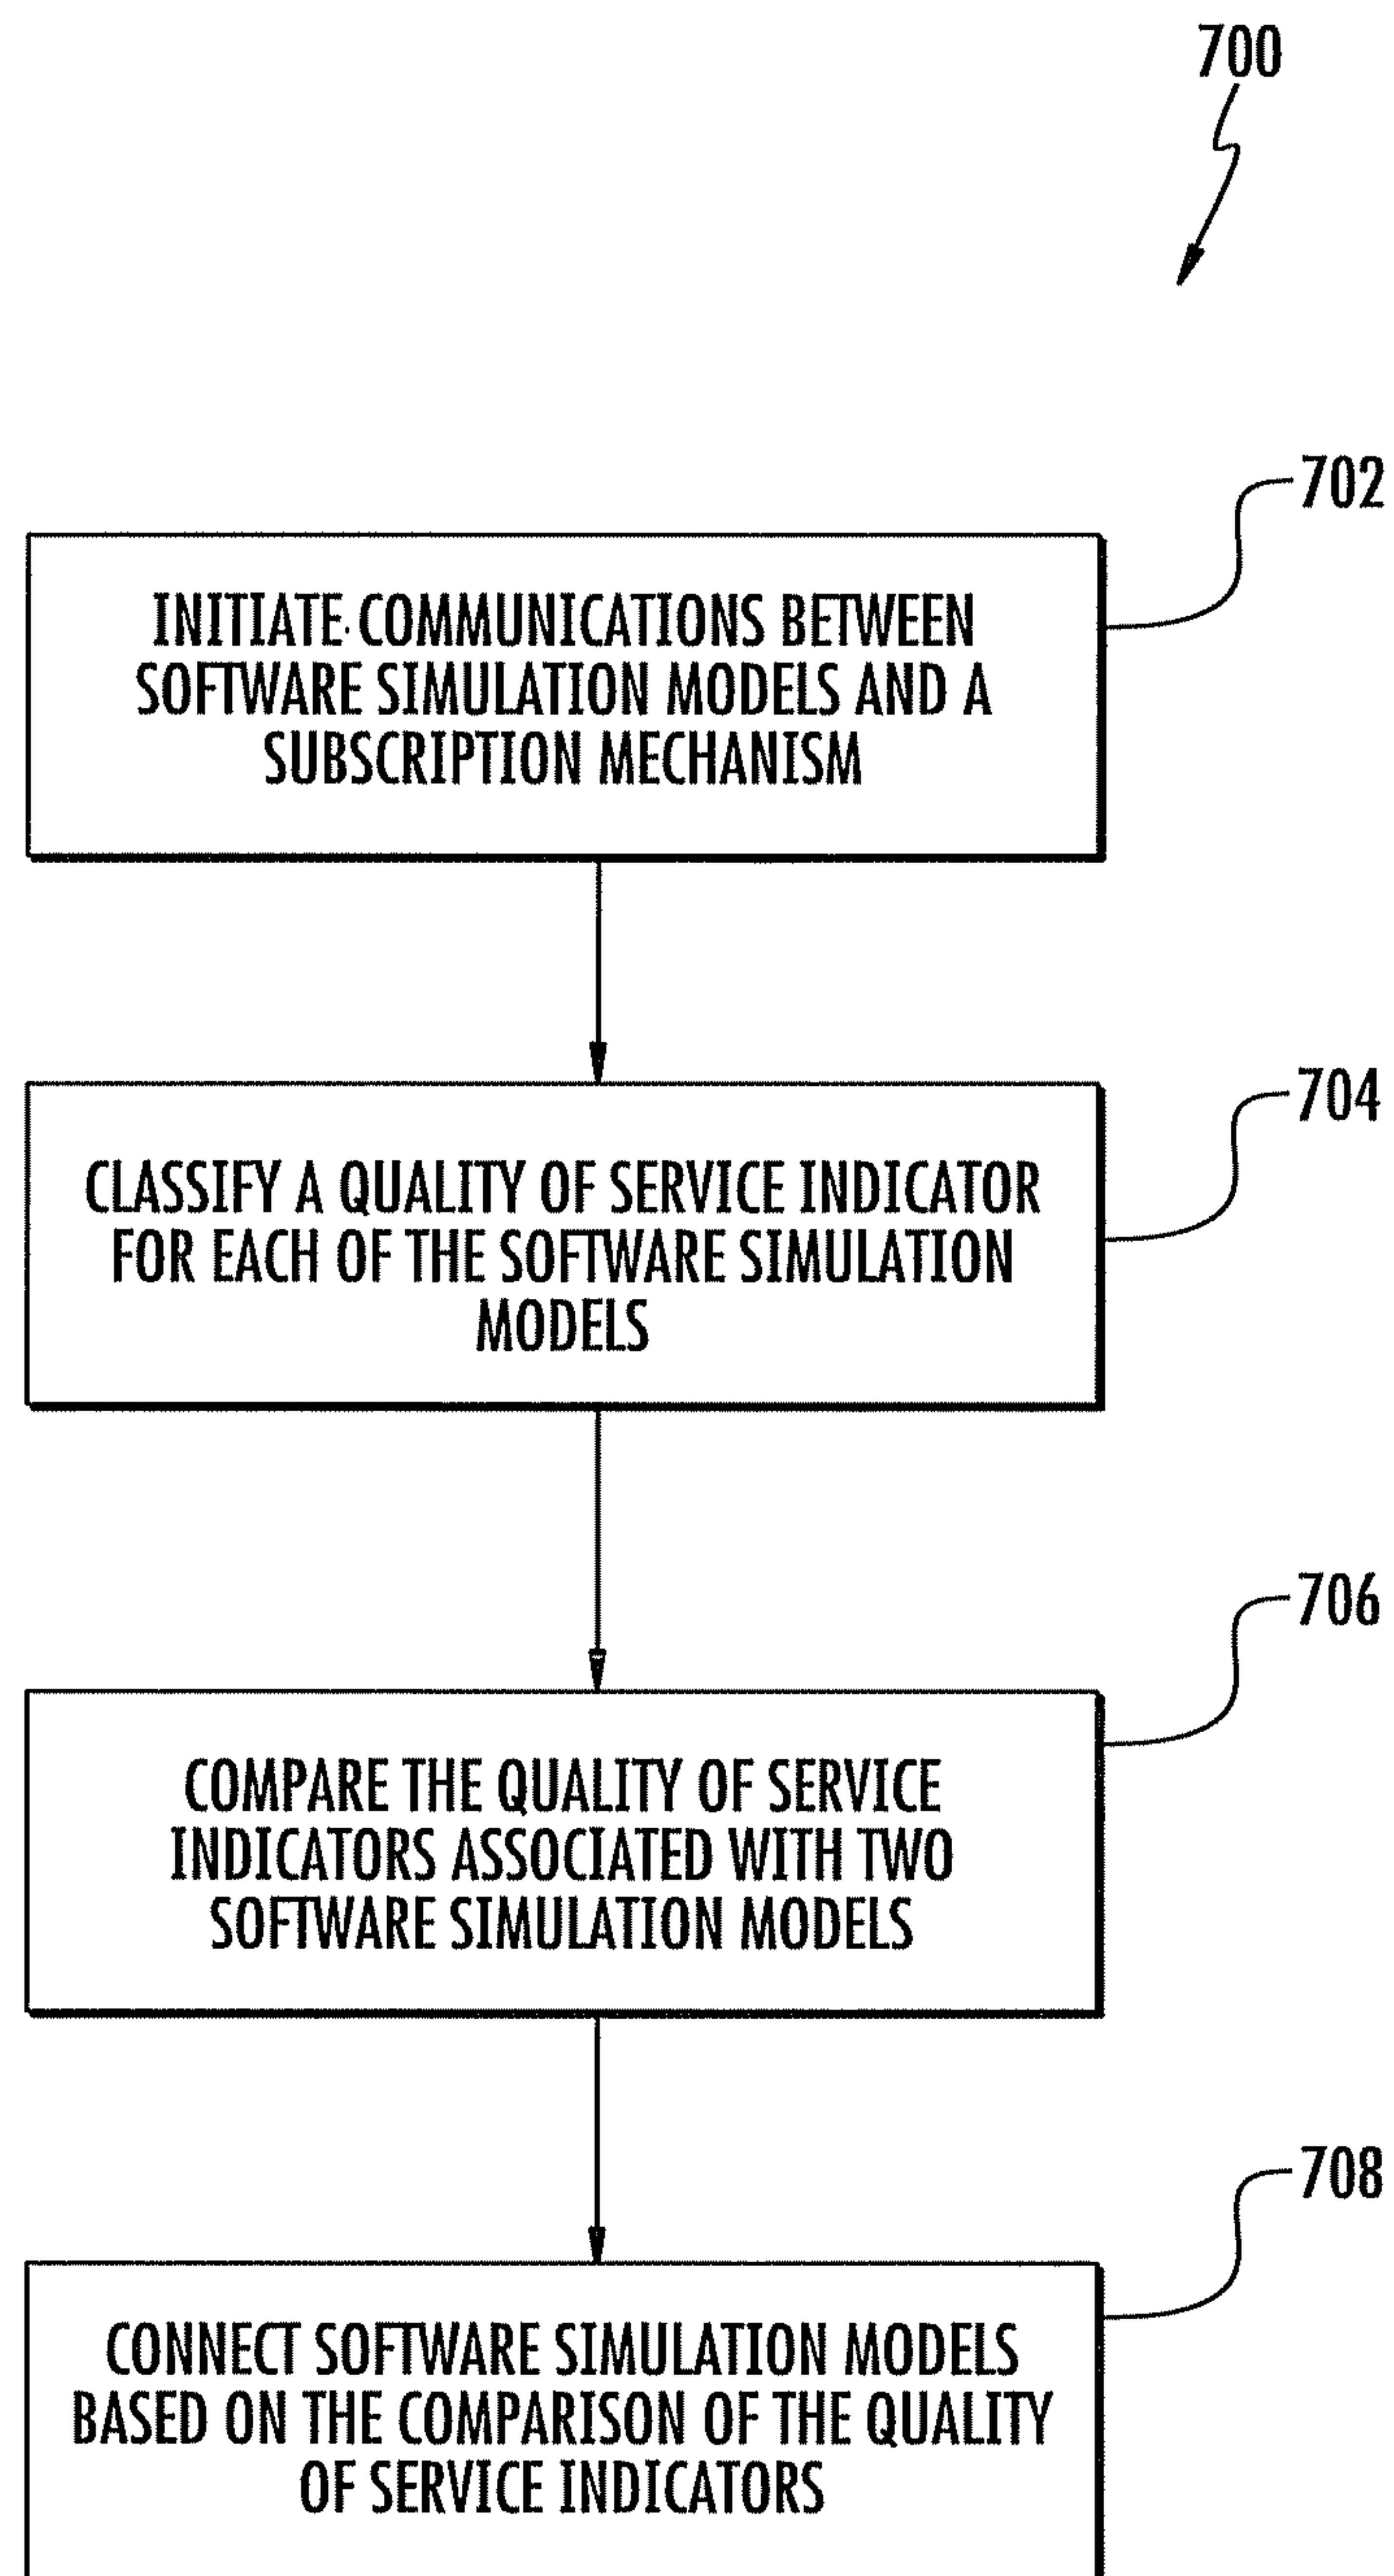 700
702
INITIATE COMMUNICATIONS BETWEEN
SOFTWARE SIMULATION MODELS AND A
SUBSCRIPTION MECHANISM
704
CLASSIFY A QUALITY OF SERVICE INDICATOR
FOR EACH OF THE SOFTWARE SIMULATION
MODELS
706
COMPARE THE QUALITY OF SERVICE
INDICATORS ASSOCIATED WITH TWO
SOFTWARE SIMULATION MODELS
708
CONNECT SOFTWARE SIMULATION MODELS
BASED ON THE COMPARISON OF THE QUALITY
OF SERVICE INDICATORS